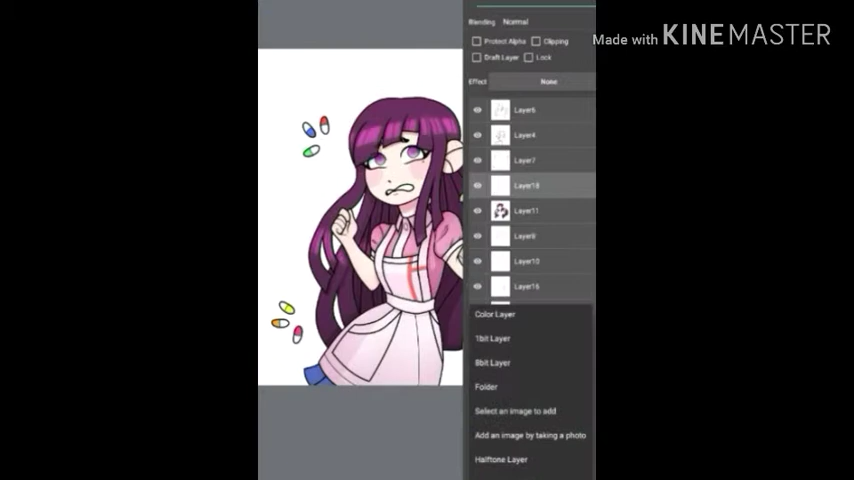 Blending Normal
Protect Alpha Clipping
Draft Layer Lock
Effect None
Made with KINEMASTER
Layer6
Layer4
Layer7
Layer18
Layer11
Layer9
Layer10
Layer16
Color Layer
1bit Layer
8bit Layer
Folder
Select an image to add
Add an image by taking a photo
Halftone Layer